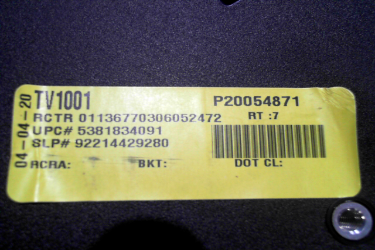 04-04-20
TV1001
P20054871
RCTR 01136770306052472
RT :7
UPC# 5381834091
SLP# 92214429280
RCRA:
BKT:
DOT CL: